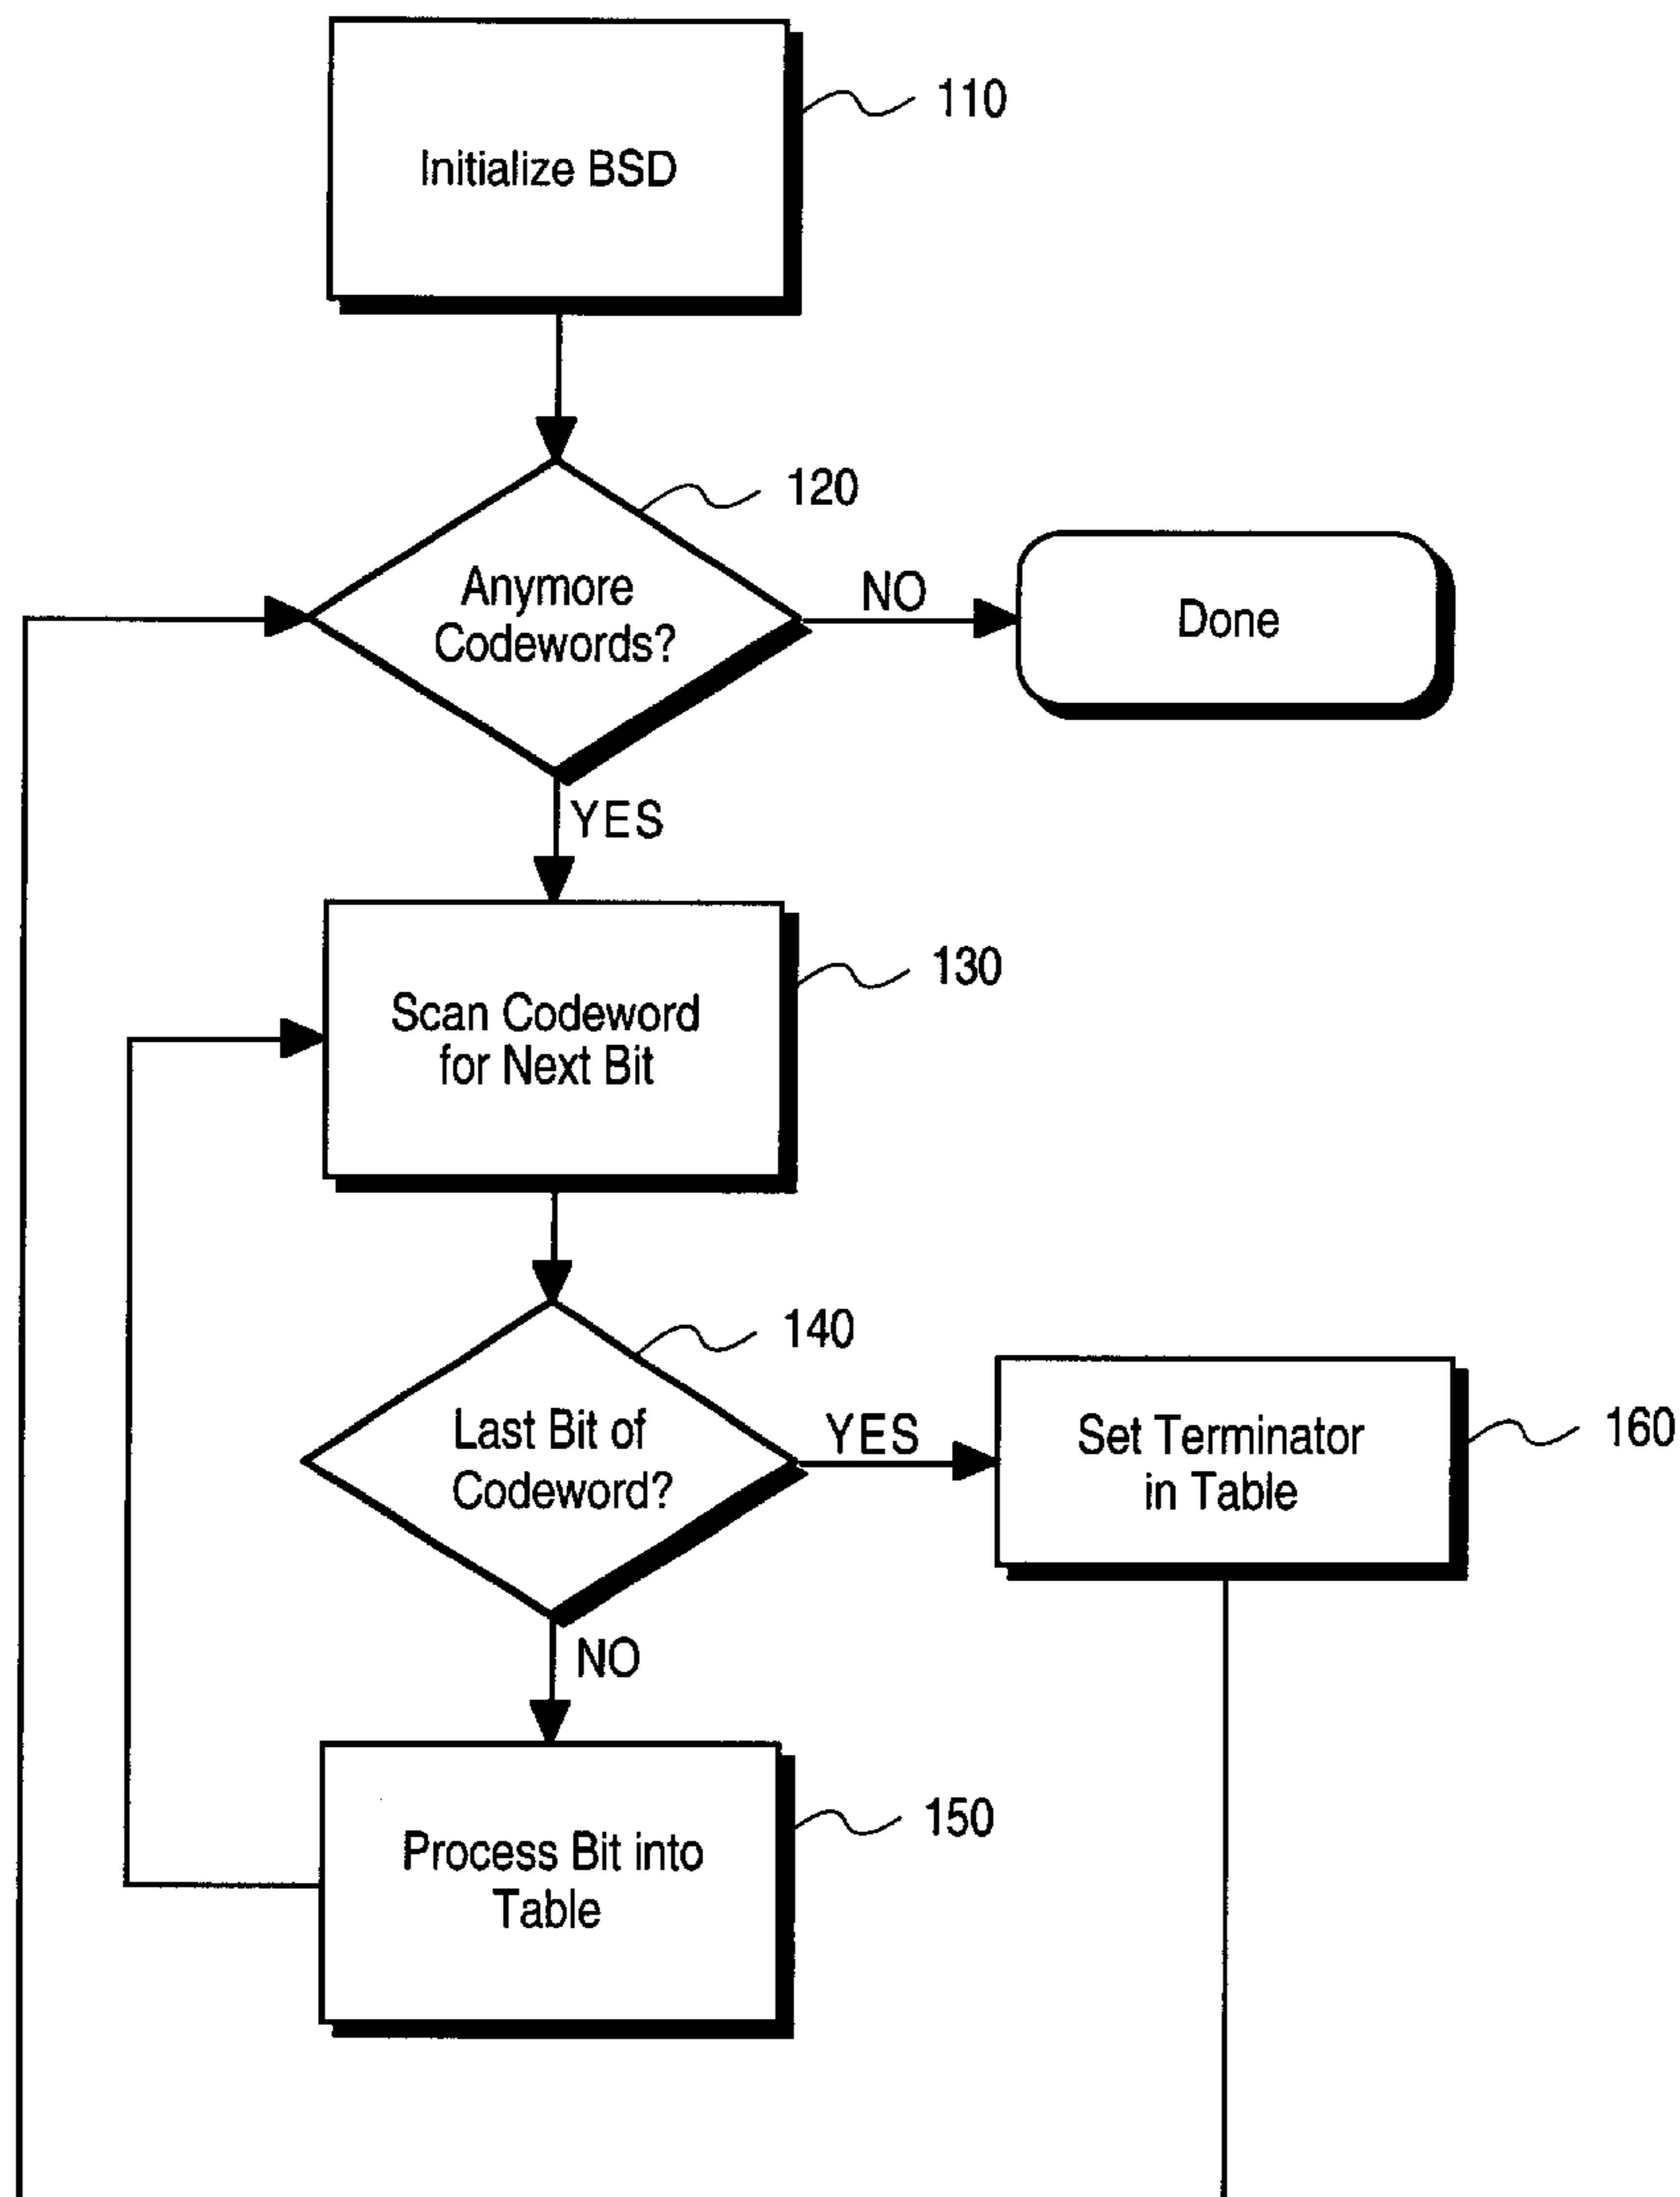 Initialize BSD
110
Anymore
Codewords?
120
NO
Done
YES
Scan Codeword
for Next Bit
130
Last Bit of
Codeword?
140
YES
Set Terminator
in Table
160
NO
Process Bit into
Table
150